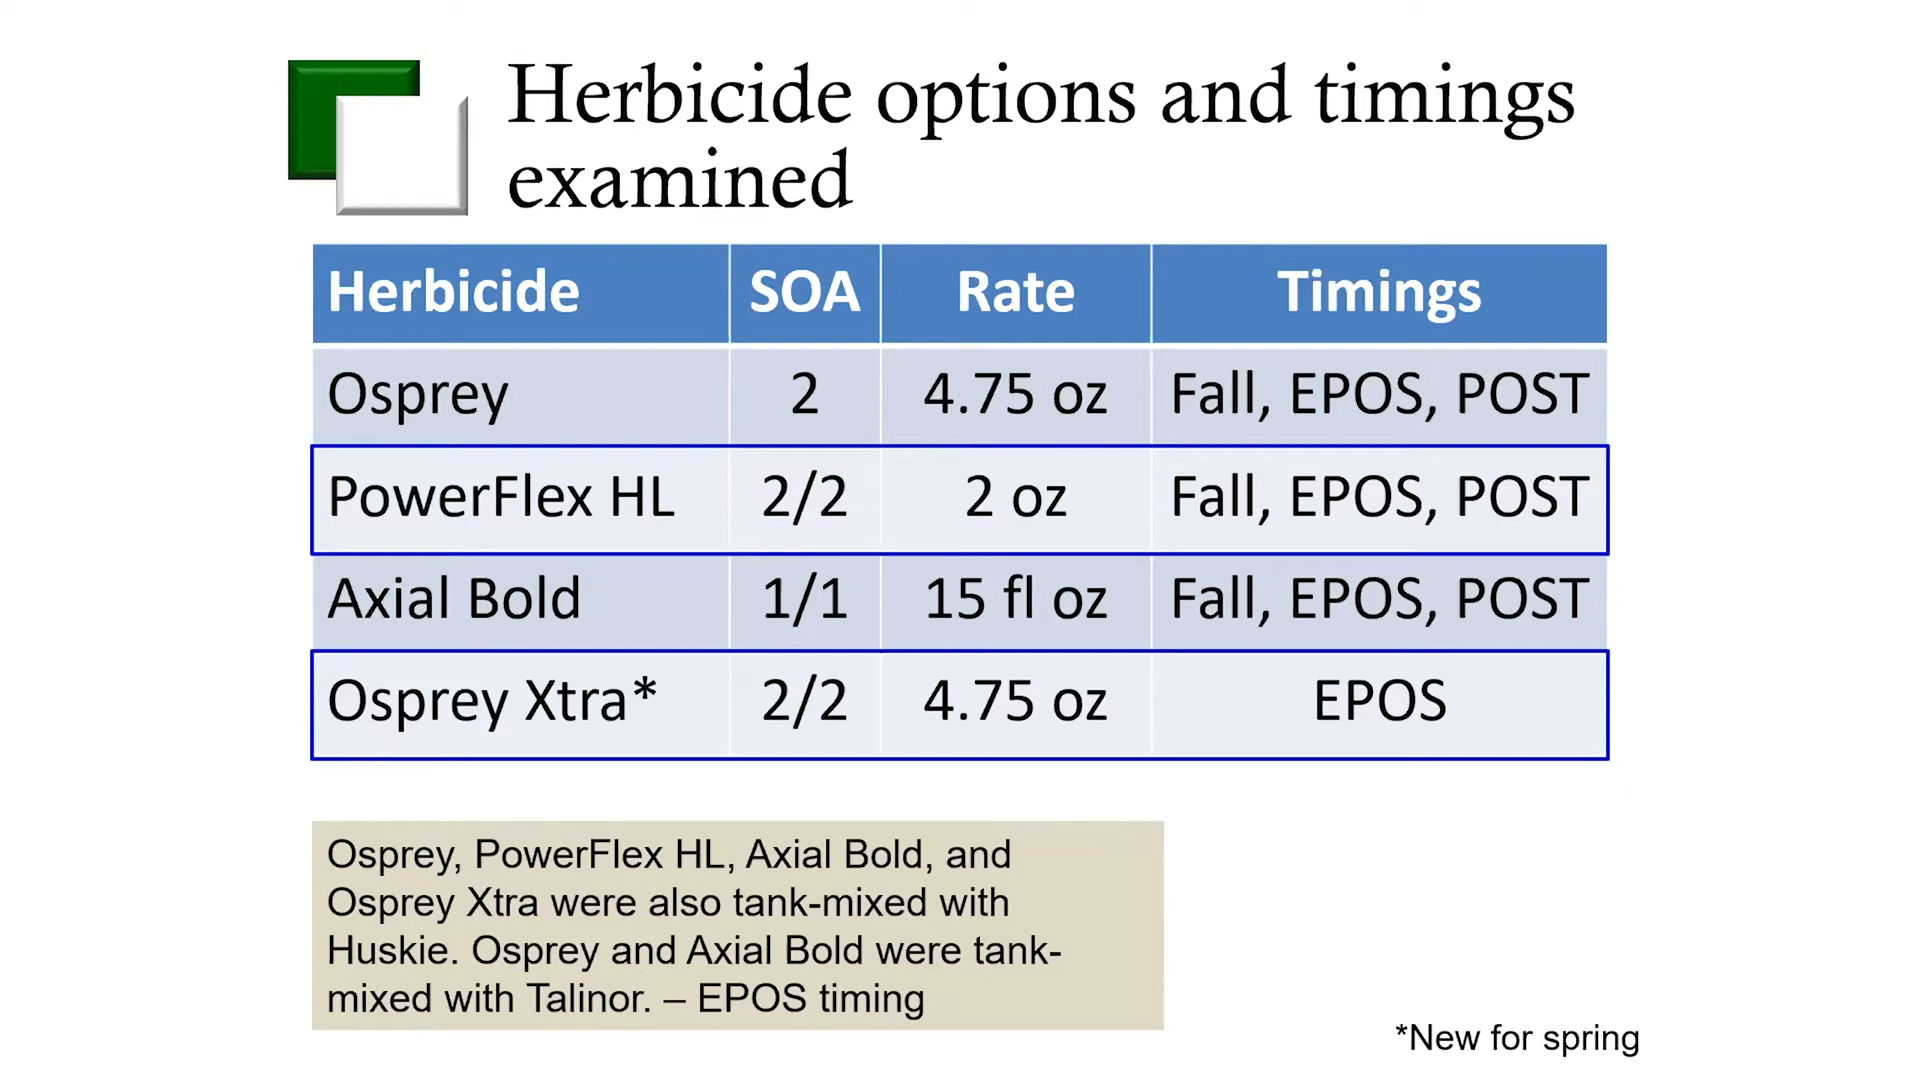 Herbicide options and timings
examined
Herbicide SOA Rate Timings
Osprey 2 4.75 oz Fall, EPOS, POST
PowerFlex HL 2/2 2 oz Fall, EPOS, POST
Axial Bold 1/1 15 fl oz Fall, EPOS, POST
Osprey Xtra* 2/2 4.75 oz EPOS
Osprey, PowerFlex HL, Axial Bold, and
Osprey Xtra were also tank-mixed with
Huskie. Osprey and Axial Bold were tank-
mixed with Talinor. – EPOS timing
*New for spring